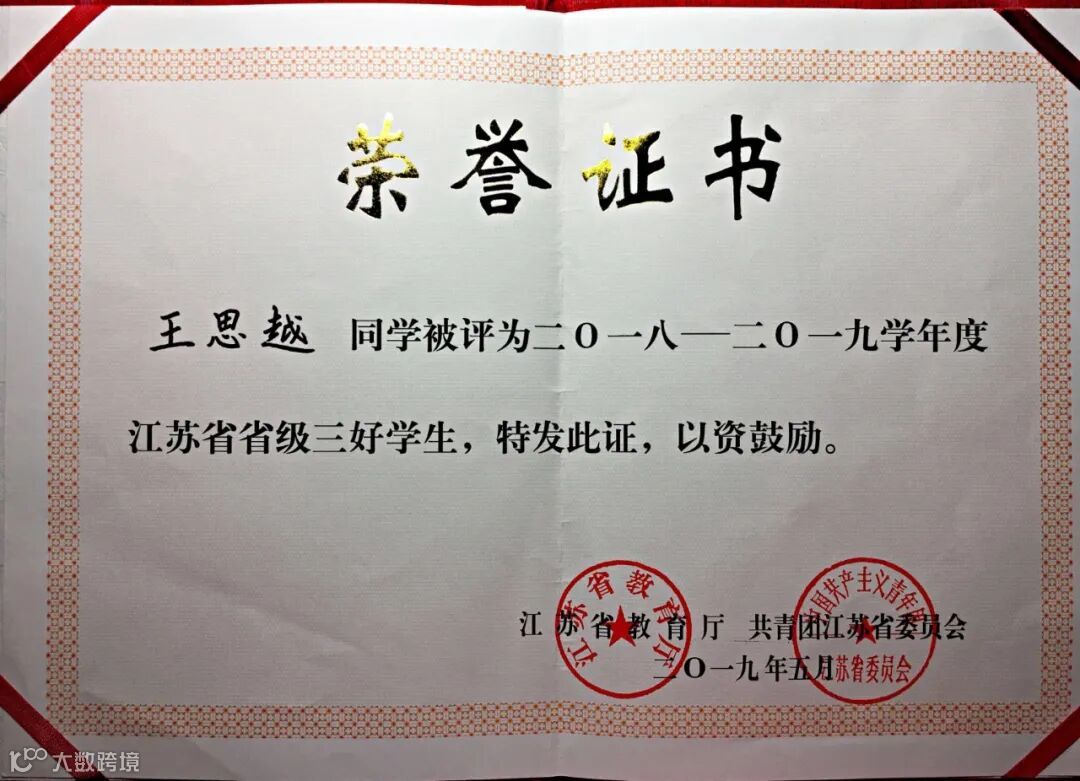 荣誉证书
王思越 同学被评为二〇一八——二〇一九学年度
江苏省省级三好学生，特发此证，以资鼓励。
江苏省教育厅
中国共产主义青年团
江苏省委员会
江苏省教育厅 共青团江苏省委员会
二〇一九年五月
大数跨境